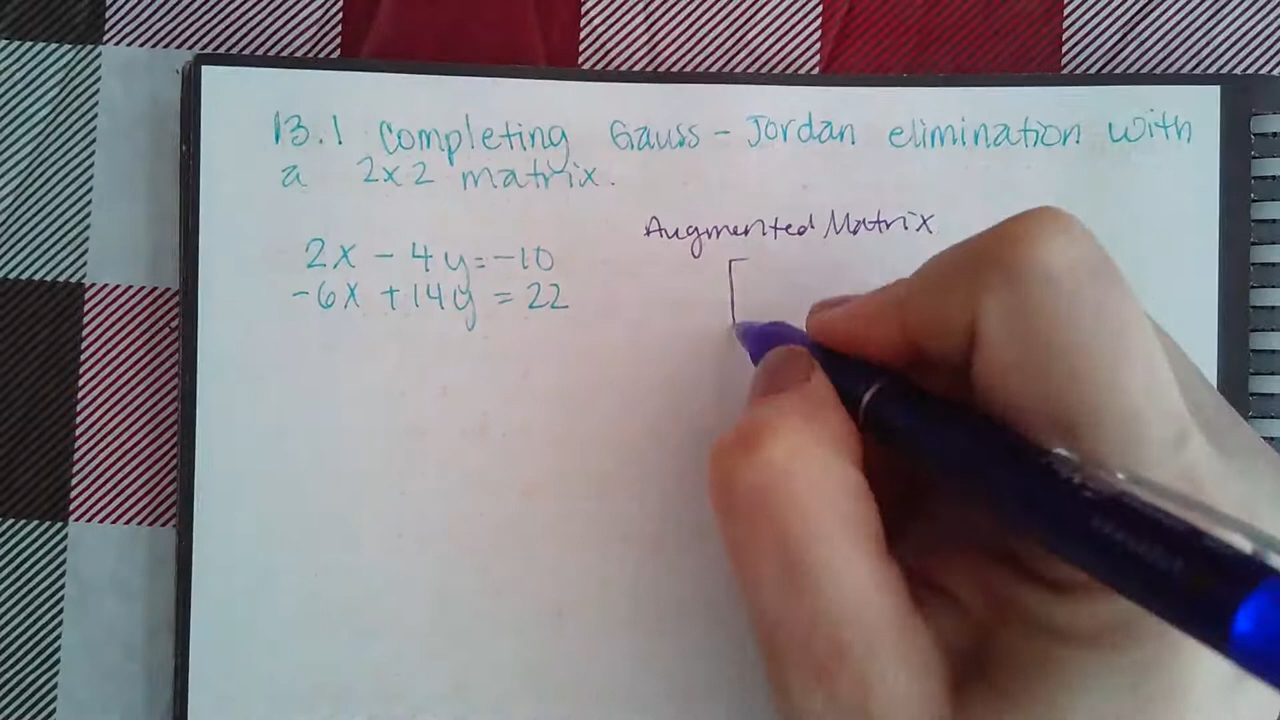 13.1 Completing Gauss-Jordan elimination with
a 2x2 matrix.
Augmented Matrix
2x - 4y = -10
-6x + 14y = 22